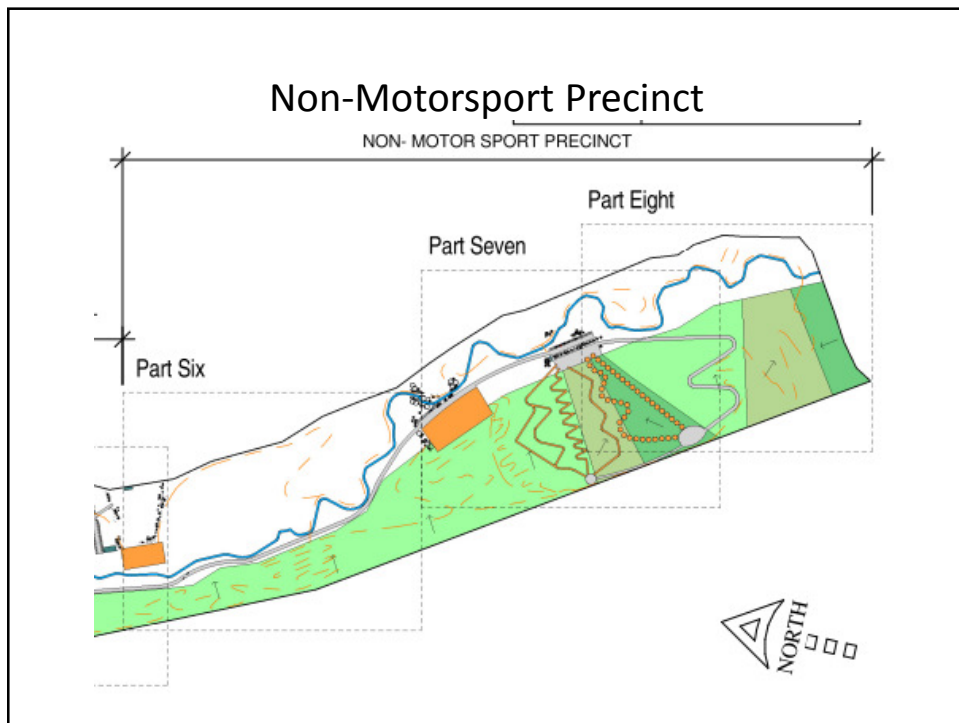 Non-Motorsport Precinct
NON- MOTOR SPORT PRECINCT
Part Eight
Part Seven
Part Six
NORTH